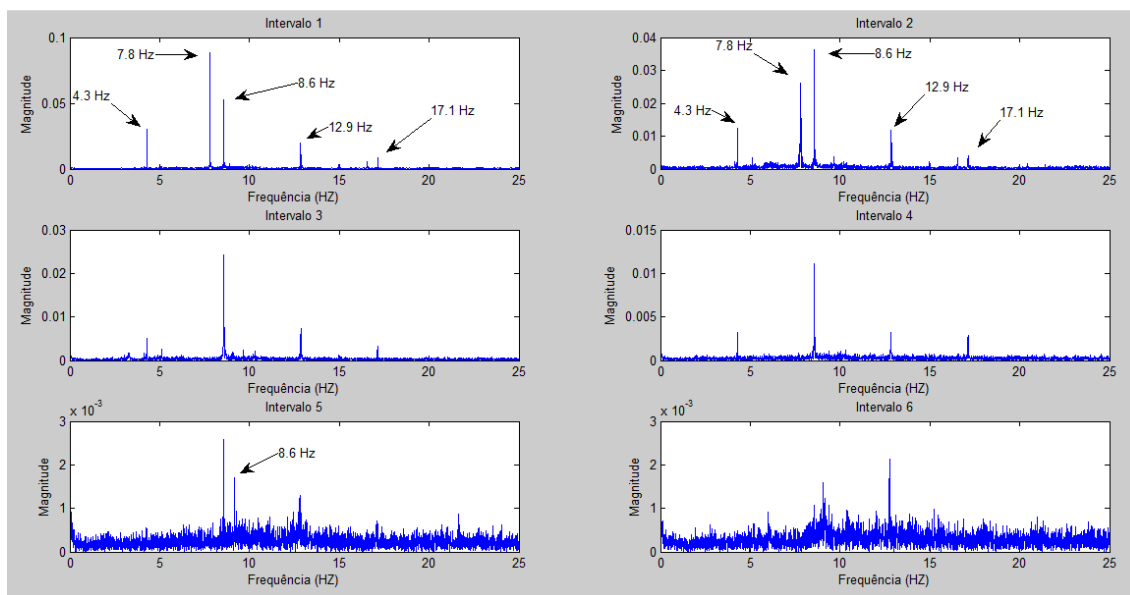 Intervalo 1
0.1
0.05
0
Magnitude
7.8 Hz
4.3 Hz
8.6 Hz
12.9 Hz
17.1 Hz
0 5 10 15 20 25
Frequência (HZ)
Intervalo 2
0.04
0.03
0.02
0.01
0
Magnitude
7.8 Hz
8.6 Hz
4.3 Hz
12.9 Hz
17.1 Hz
0 5 10 15 20 25
Frequência (HZ)
Intervalo 3
0.03
0.02
0.01
0
Magnitude
0 5 10 15 20 25
Frequência (HZ)
Intervalo 4
0.015
0.01
0.005
0
Magnitude
0 5 10 15 20 25
Frequência (HZ)
x 10^-3
Intervalo 5
3
2
1
0
Magnitude
8.6 Hz
0 5 10 15 20 25
Frequência (HZ)
x 10^-3
Intervalo 6
3
2
1
0
Magnitude
0 5 10 15 20 25
Frequência (HZ)